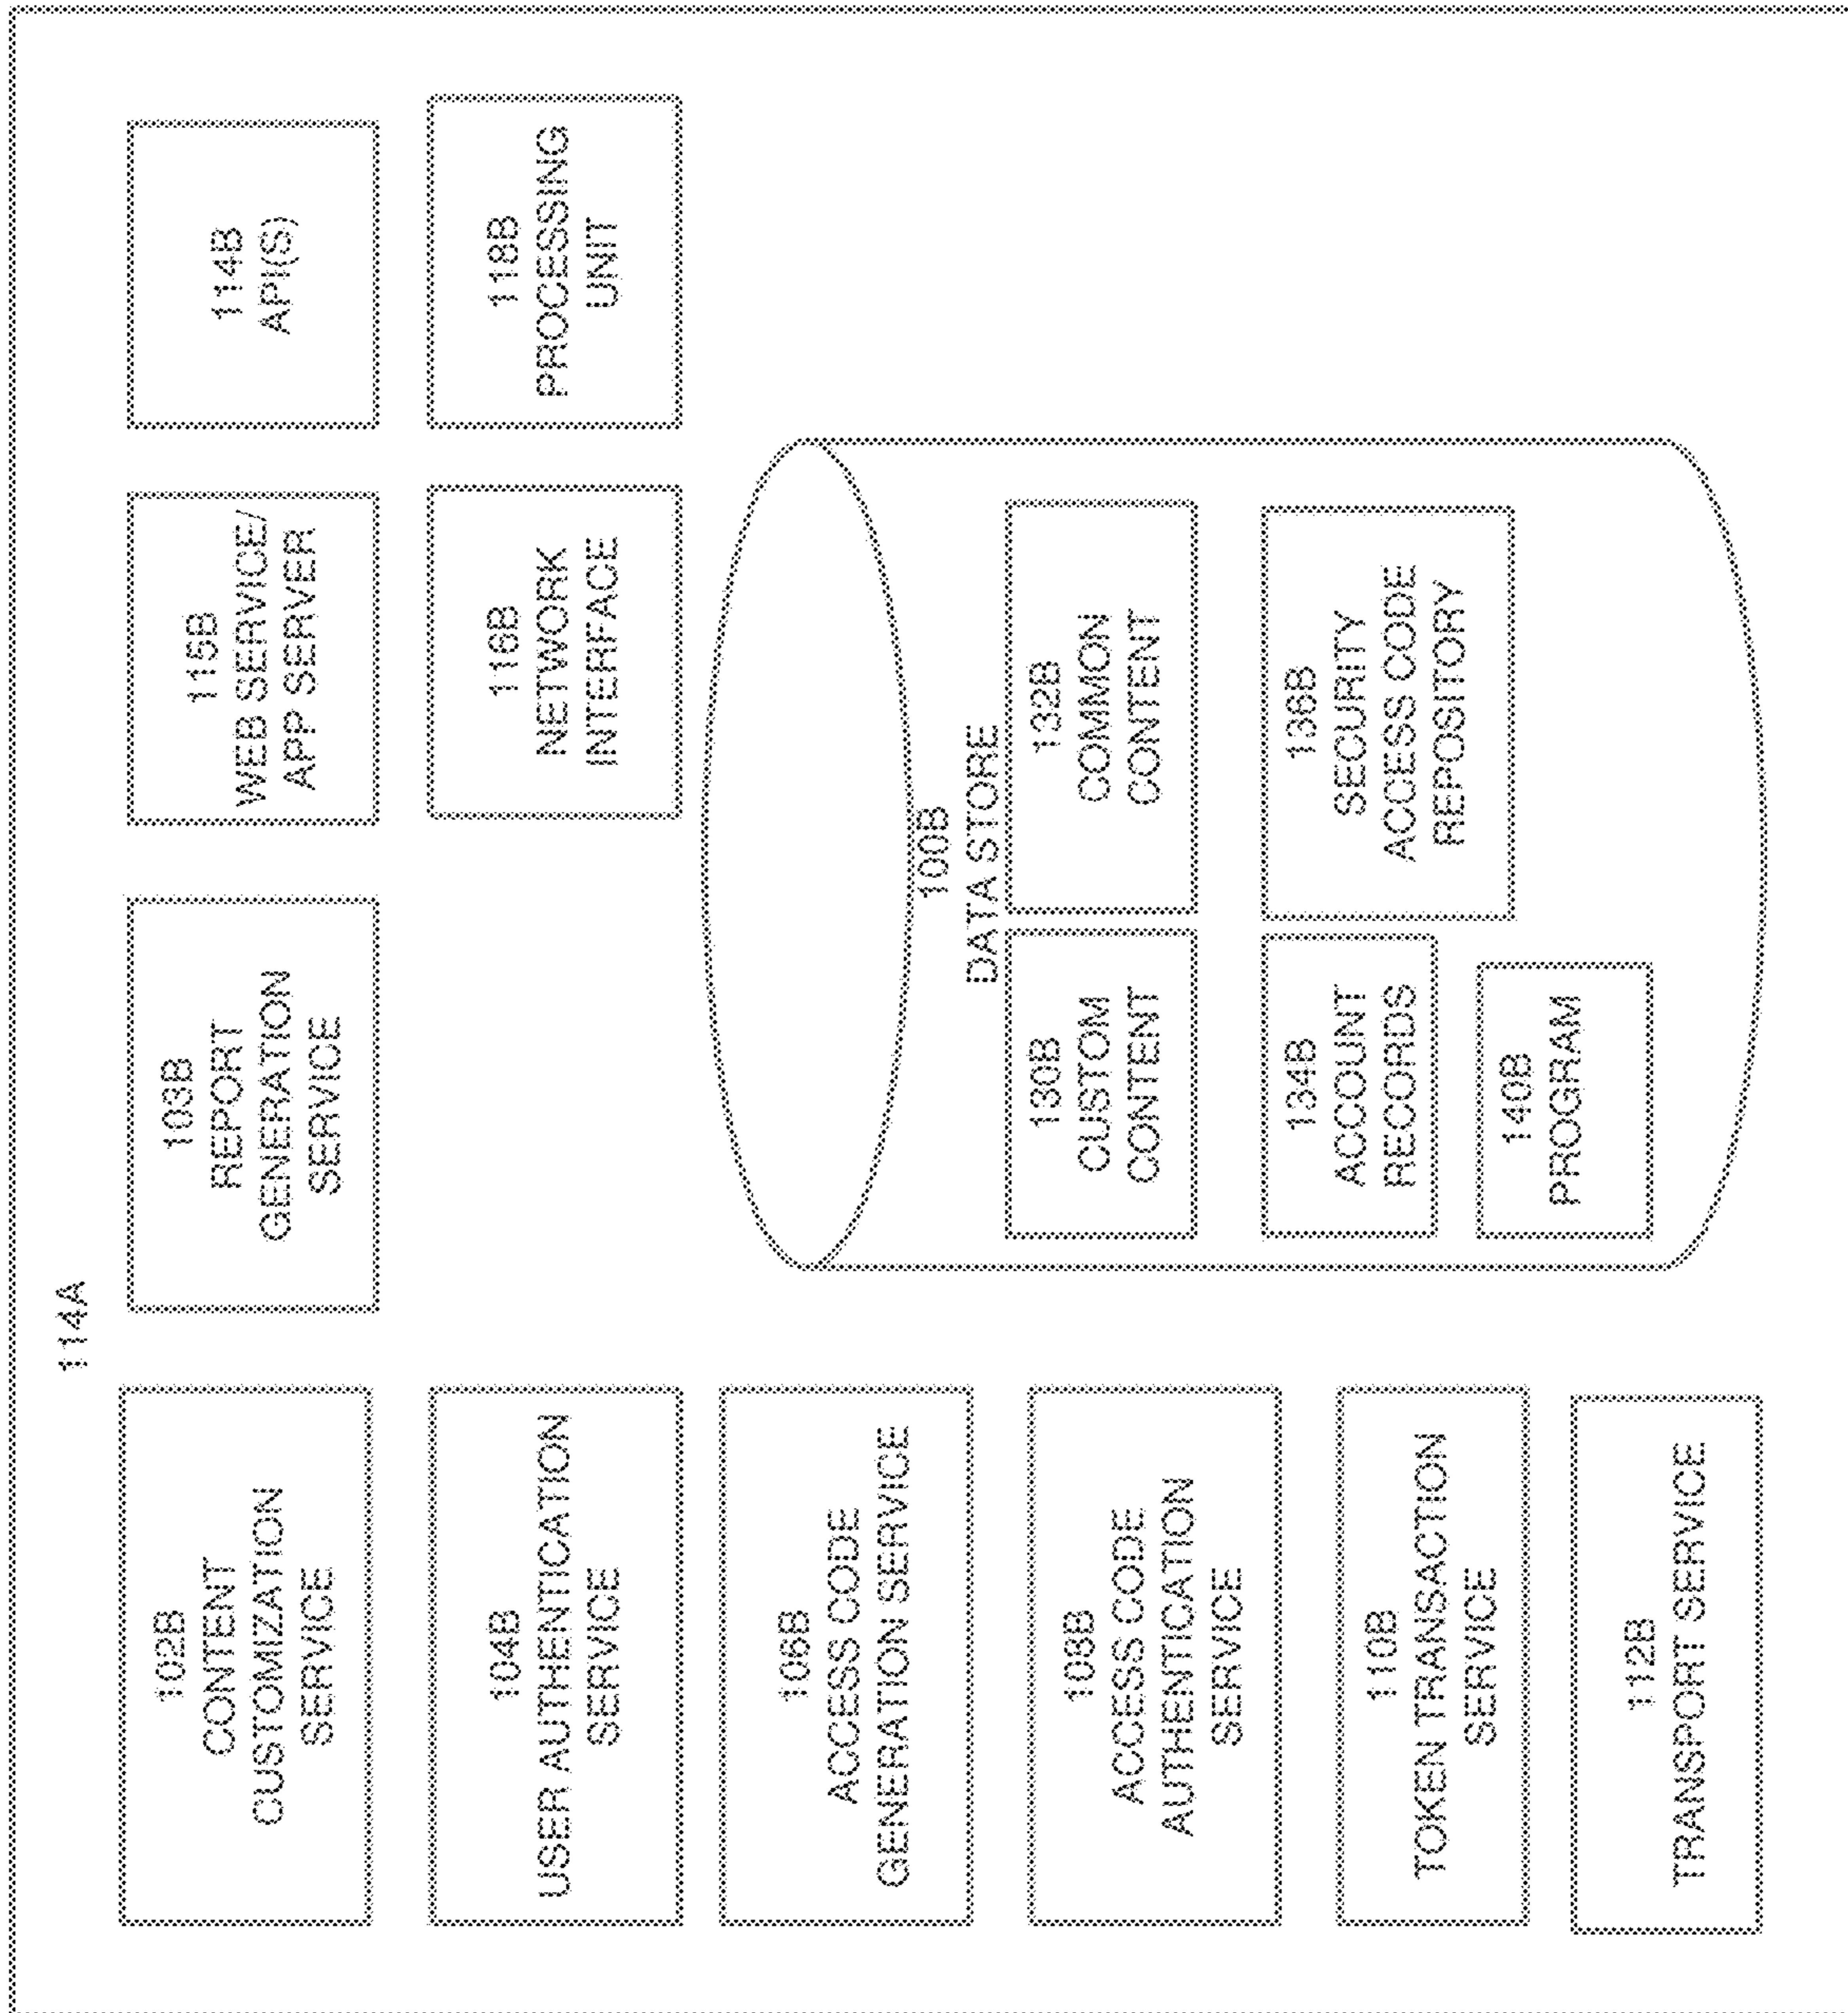 114A
102B
CONTENT
CUSTOMIZATION
SERVICE
103B
REPORT
GENERATION
SERVICE
115B
WEB SERVICE/
APP SERVER
114B
API(S)
104B
USER AUTHENTICATION
SERVICE
116B
NETWORK
INTERFACE
118B
PROCESSING
UNIT
106B
ACCESS CODE
GENERATION SERVICE
100B
DATA STORE
108B
ACCESS CODE
AUTHENTICATION
SERVICE
130B
CUSTOM
CONTENT
132B
COMMON
CONTENT
110B
TOKEN TRANSACTION
SERVICE
134B
ACCOUNT
RECORDS
136B
SECURITY
ACCESS CODE
REPOSITORY
112B
TRANSPORT SERVICE
140B
PROGRAM